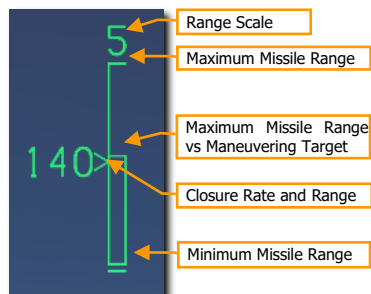 Range Scale
5
Maximum Missile Range
Maximum Missile Range
vs Maneuvering Target
140
Closure Rate and Range
Minimum Missile Range